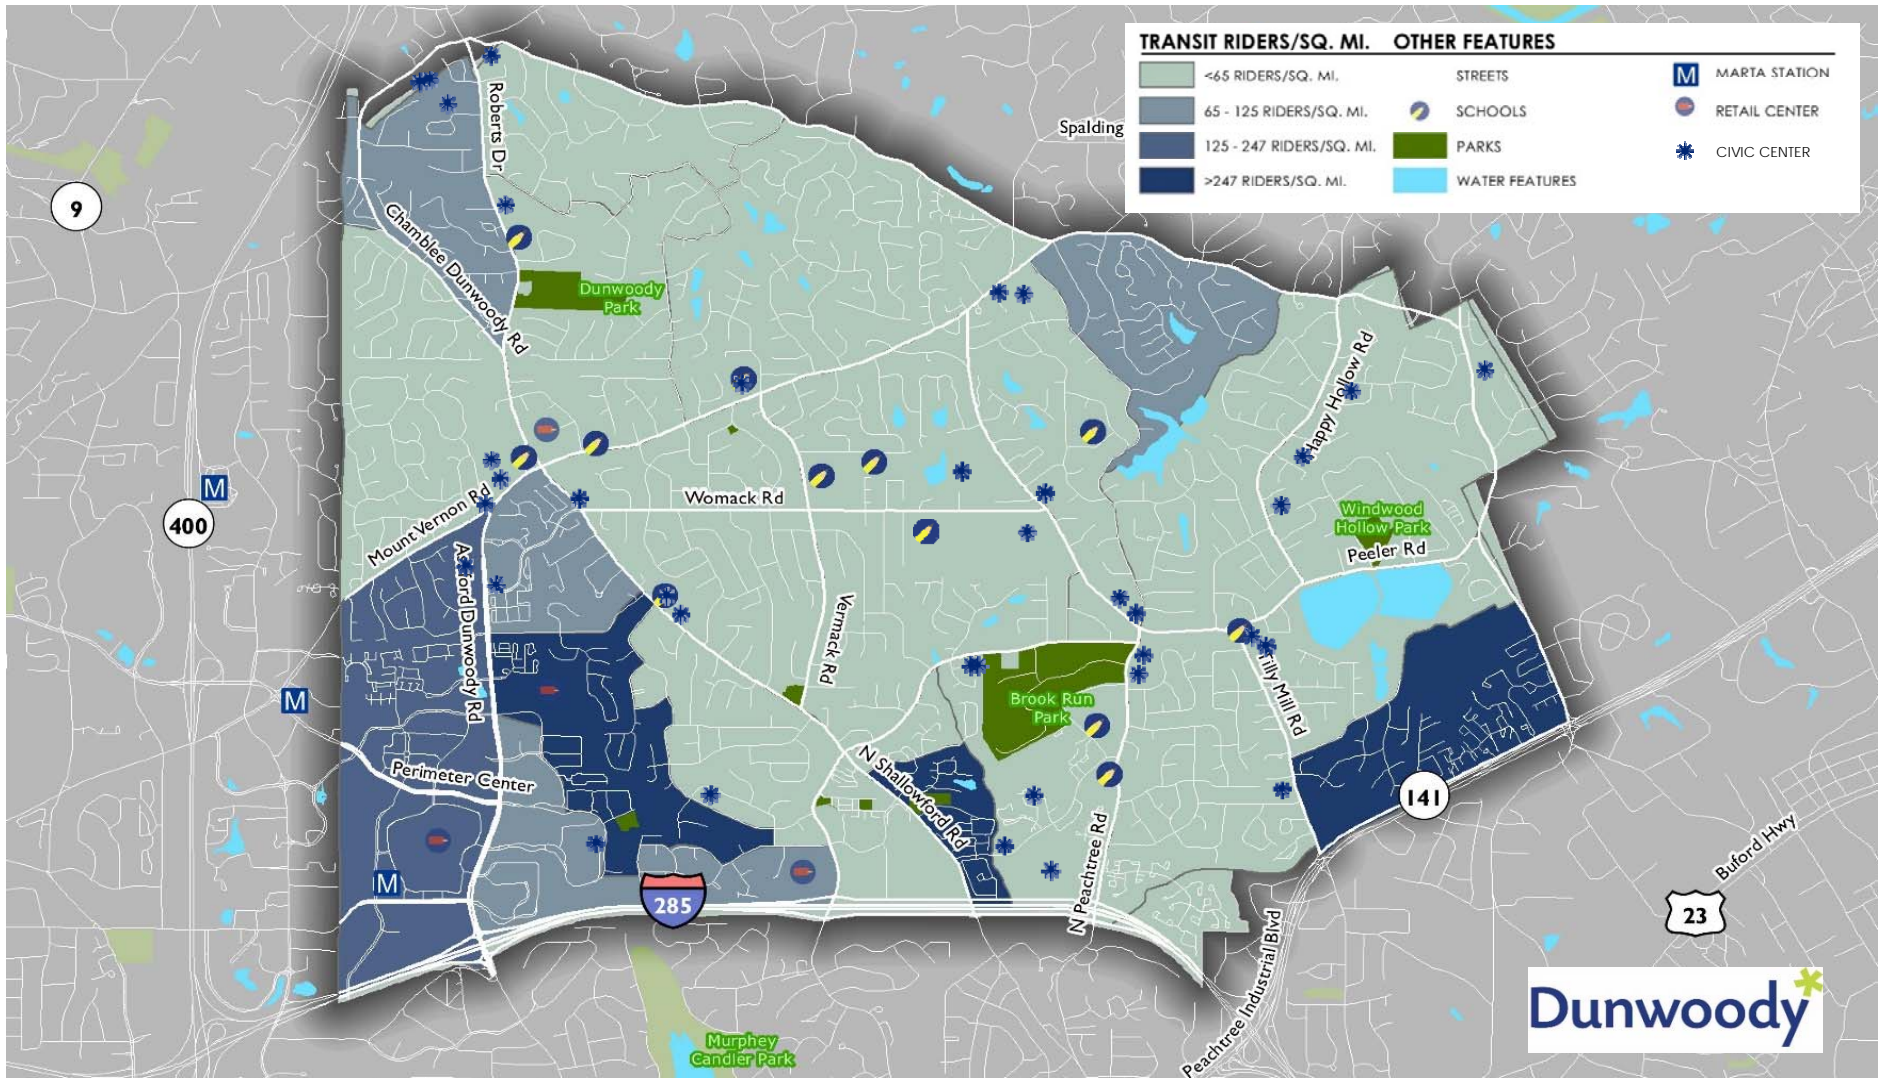 TRANSIT RIDERS/SQ. MI. OTHER FEATURES
<65 RIDERS/SQ. MI.
STREETS
M MARTA STATION
65 - 125 RIDERS/SQ. MI.
SCHOOLS
RETAIL CENTER
125 - 247 RIDERS/SQ. MI.
PARKS
CIVIC CENTER
>247 RIDERS/SQ. MI.
WATER FEATURES
Spalding
Roberts Dr
9
Chamblee Dunwoody Rd
Dunwoody
Park
Happy Hollow Rd
M
400
Mount Vernon Rd
Womack Rd
Windwood
Hollow Park
Peeler Rd
Ashford Dunwoody Rd
Vermack Rd
M
Brook Run
Park
Tilly Mill Rd
Perimeter Center
N Shallowford Rd
141
Buford Hwy
M
285
N Peachtree Rd
23
Peachtree Industrial Blvd
Dunwoody
Murphey
Candler Park